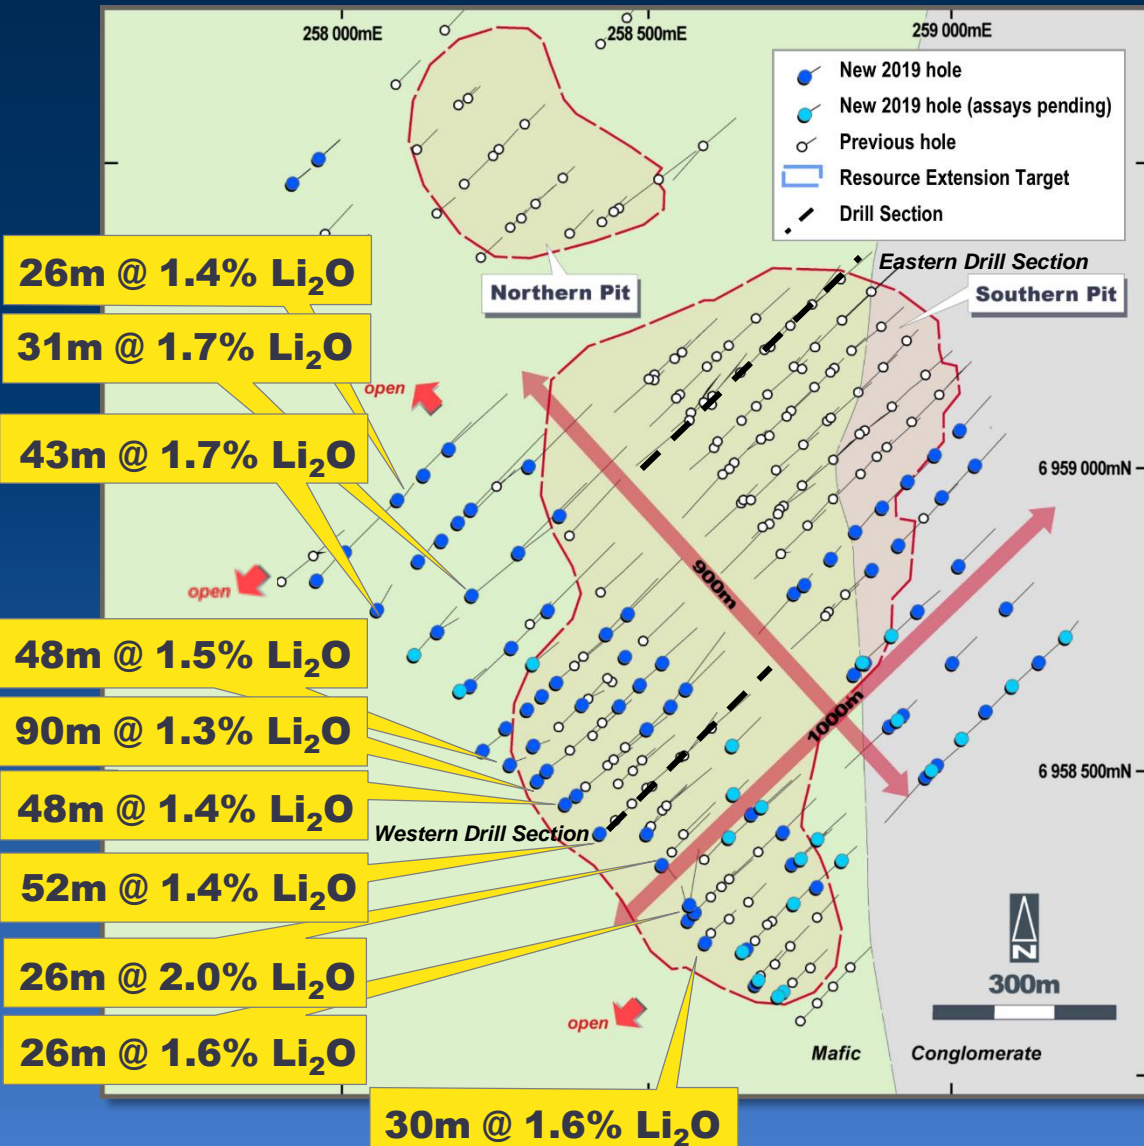 258 000mE
258 500mE
259 000mE
New 2019 hole
New 2019 hole (assays pending)
Previous hole
Resource Extension Target
Drill Section
26m @ 1.4% Li₂O
Eastern Drill Section
Northern Pit
Southern Pit
31m @ 1.7% Li₂O
open
43m @ 1.7% Li₂O
6 959 000mN
open
900m
48m @ 1.5% Li₂O
90m @ 1.3% Li₂O
1000m
6 958 500mN
48m @ 1.4% Li₂O
Western Drill Section
52m @ 1.4% Li₂O
26m @ 2.0% Li₂O
N
300m
open
26m @ 1.6% Li₂O
Mafic
Conglomerate
30m @ 1.6% Li₂O